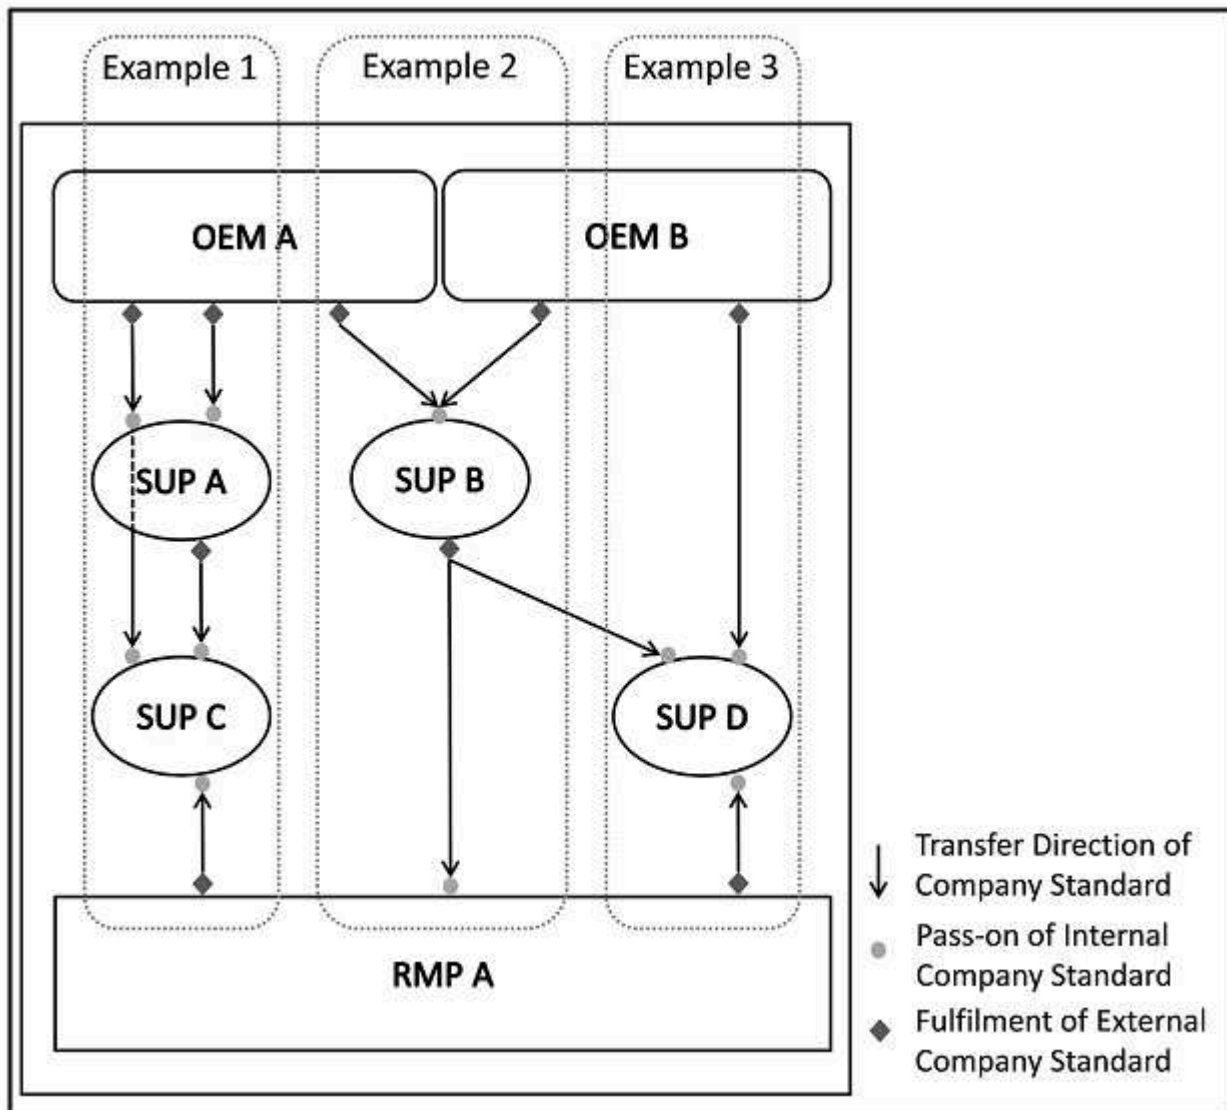 Example 1
Example 2
Example 3
OEM A
OEM B
SUP A
SUP B
SUP C
SUP D
RMP A
Transfer Direction of
Company Standard
Pass-on of Internal
Company Standard
Fulfilment of External
Company Standard